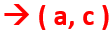 → ( a, c )